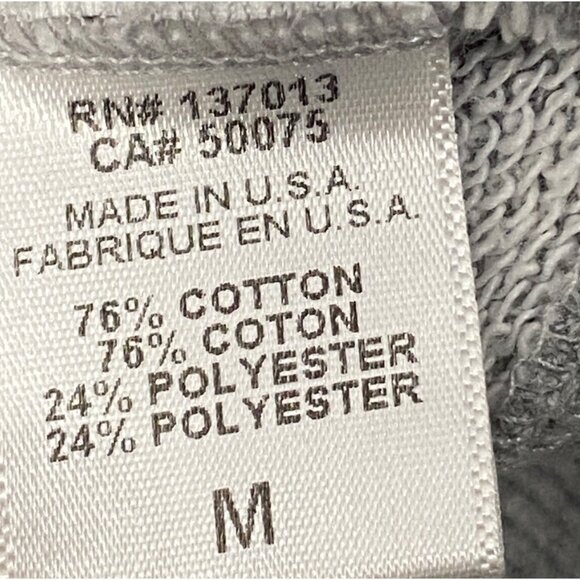 RN# 137013
CA# 50075
MADE IN U.S.A.
FABRIQUE EN U.S.A.
76% COTTON
76% COTON
24% POLYESTER
24% POLYESTER
M